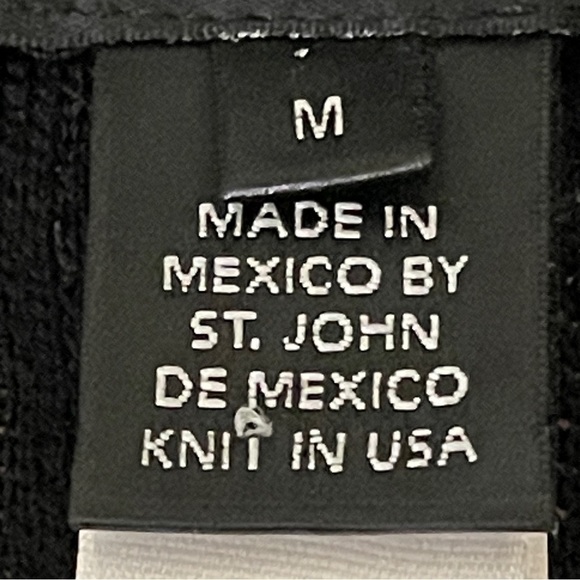 M
MADE IN
MEXICO BY
ST. JOHN
DE MEXICO
KNIT IN USA